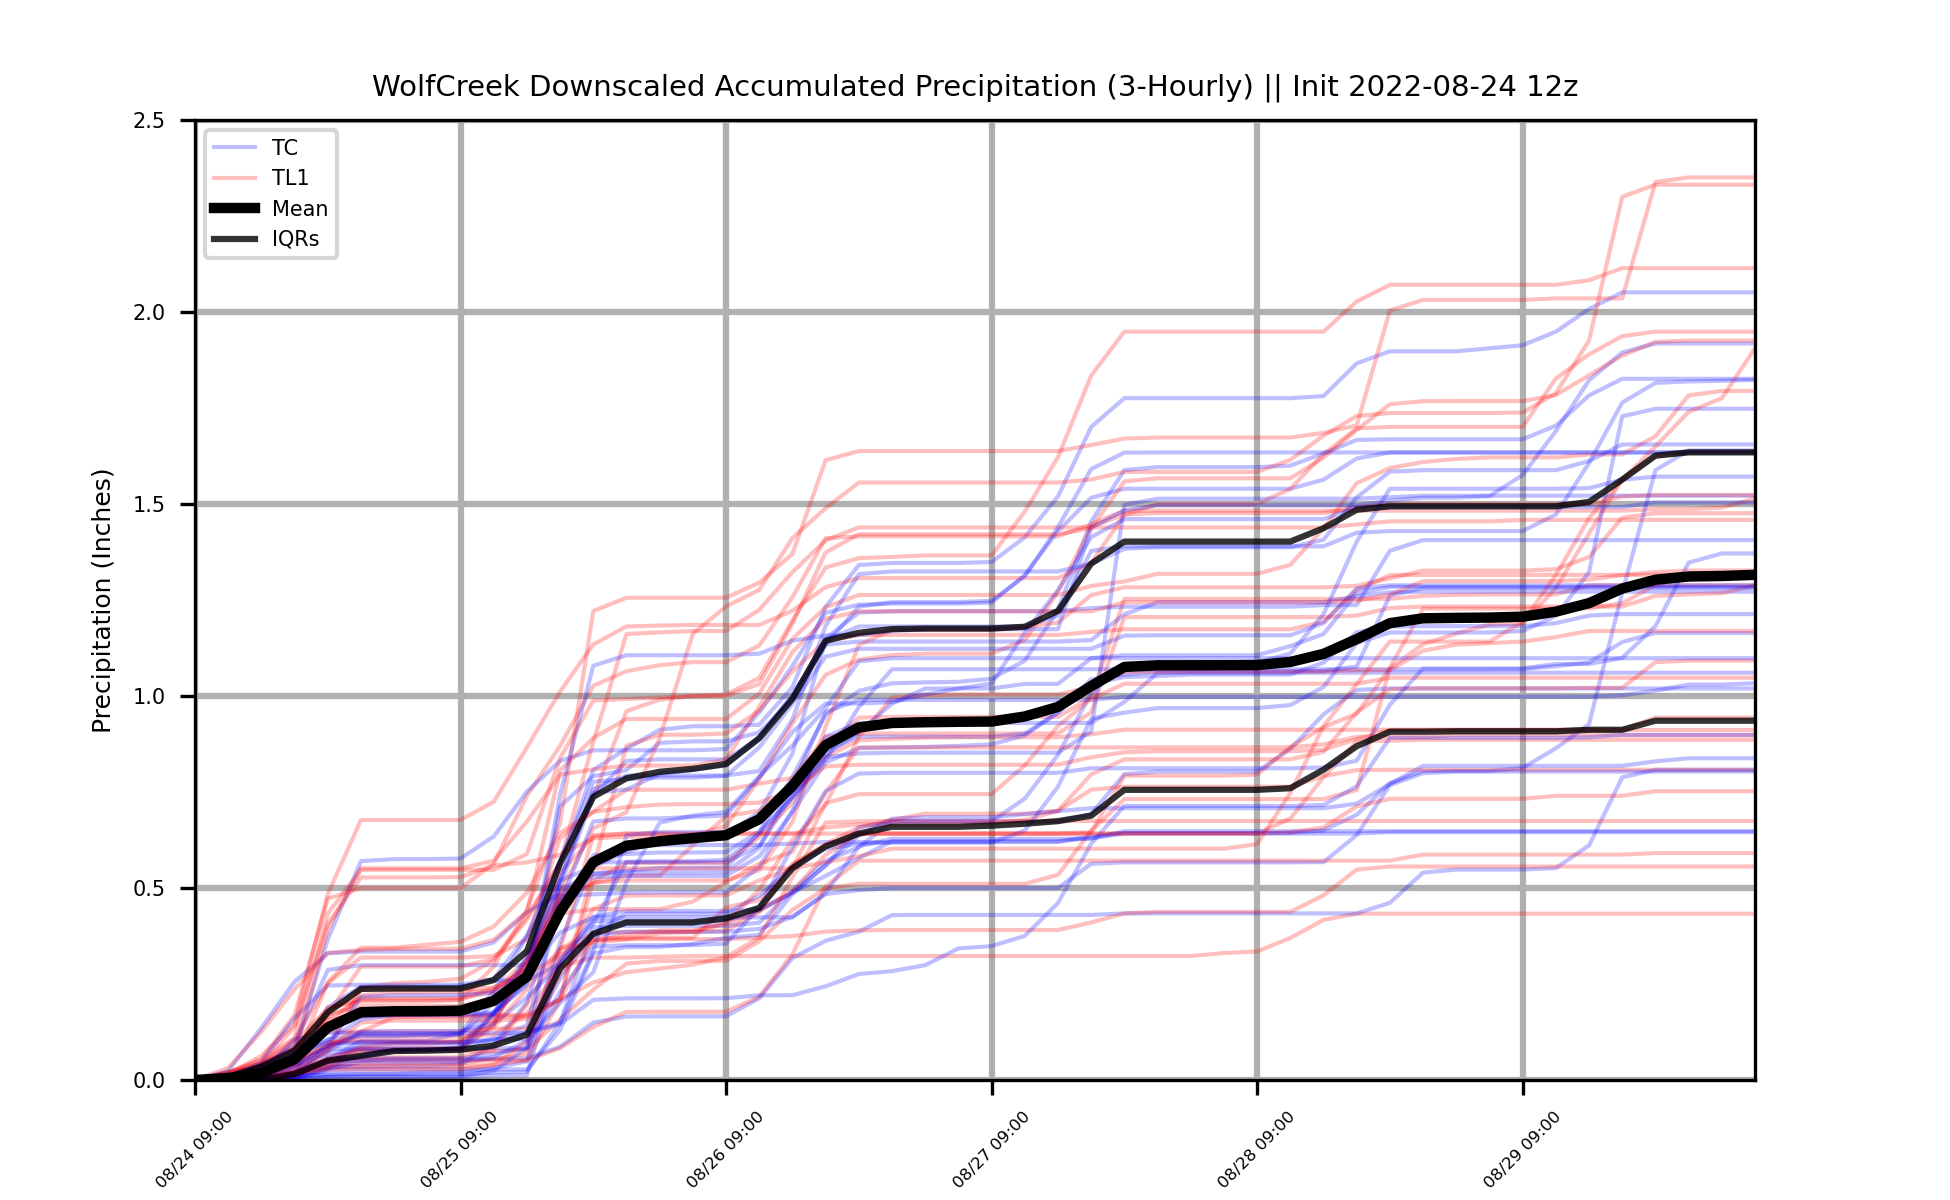 WolfCreek Downscaled Accumulated Precipitation (3-Hourly) || Init 2022-08-24 12z
2.5
2.0
1.5
1.0
0.5
0.0
Precipitation (Inches)
TC
TL1
Mean
IQRs
08/24 09:00
08/25 09:00
08/26 09:00
08/27 09:00
08/28 09:00
08/29 09:00